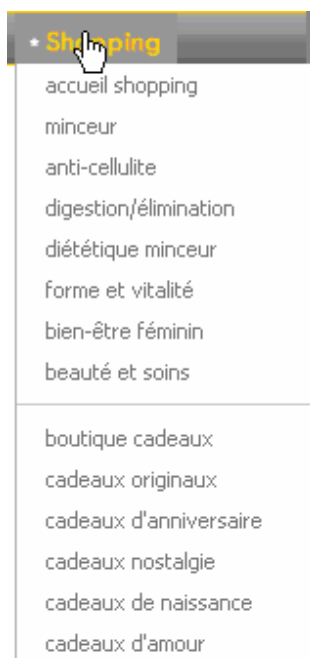 Shopping
accueil shopping
minceur
anti-cellulite
digestion/élimination
diététique minceur
forme et vitalité
bien-être féminin
beauté et soins
boutique cadeaux
cadeaux originaux
cadeaux d'anniversaire
cadeaux nostalgie
cadeaux de naissance
cadeaux d'amour